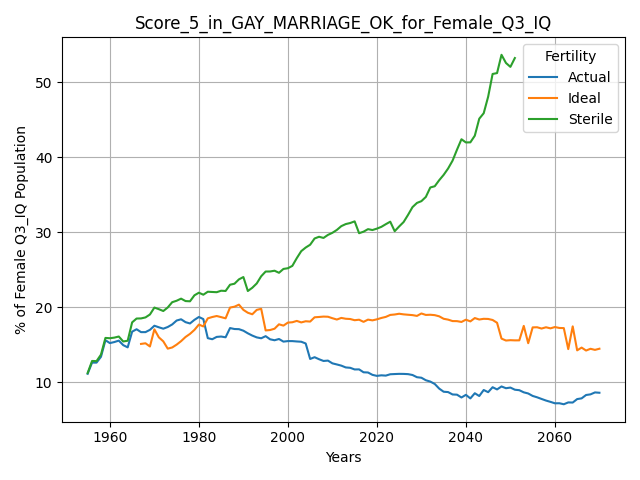 Score_5_in_GAY_MARRIAGE_OK_for_Female_Q3_IQ
% of Female Q3_IQ Population
50
40
30
20
10
Fertility
Actual
Ideal
Sterile
1960 1980 2000 2020 2040 2060
Years